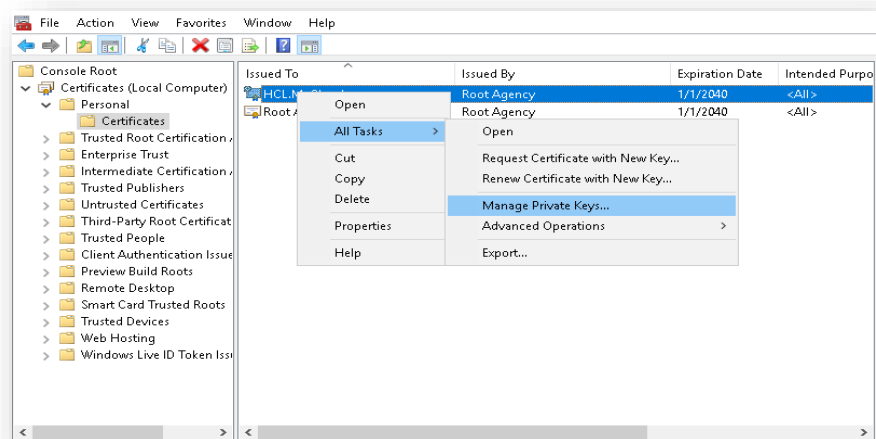 File Action View Favorites Window Help
Console Root
Certificates (Local Computer)
Personal
Certificates
Trusted Root Certification
Enterprise Trust
Intermediate Certification
Trusted Publishers
Untrusted Certificates
Third-Party Root Certificat
Trusted People
Client Authentication Issue
Preview Build Roots
Remote Desktop
Smart Card Trusted Roots
Trusted Devices
Web Hosting
Windows Live ID Token Issu
Issued To Issued By Expiration Date Intended Purpo
Root Agency 1/1/2040 <All>
Root Root Agency 1/1/2040 <All>
Open
All Tasks
Cut
Copy
Delete
Properties
Help
Open
Request Certificate with New Key...
Renew Certificate with New Key...
Manage Private Keys...
Advanced Operations
Export...